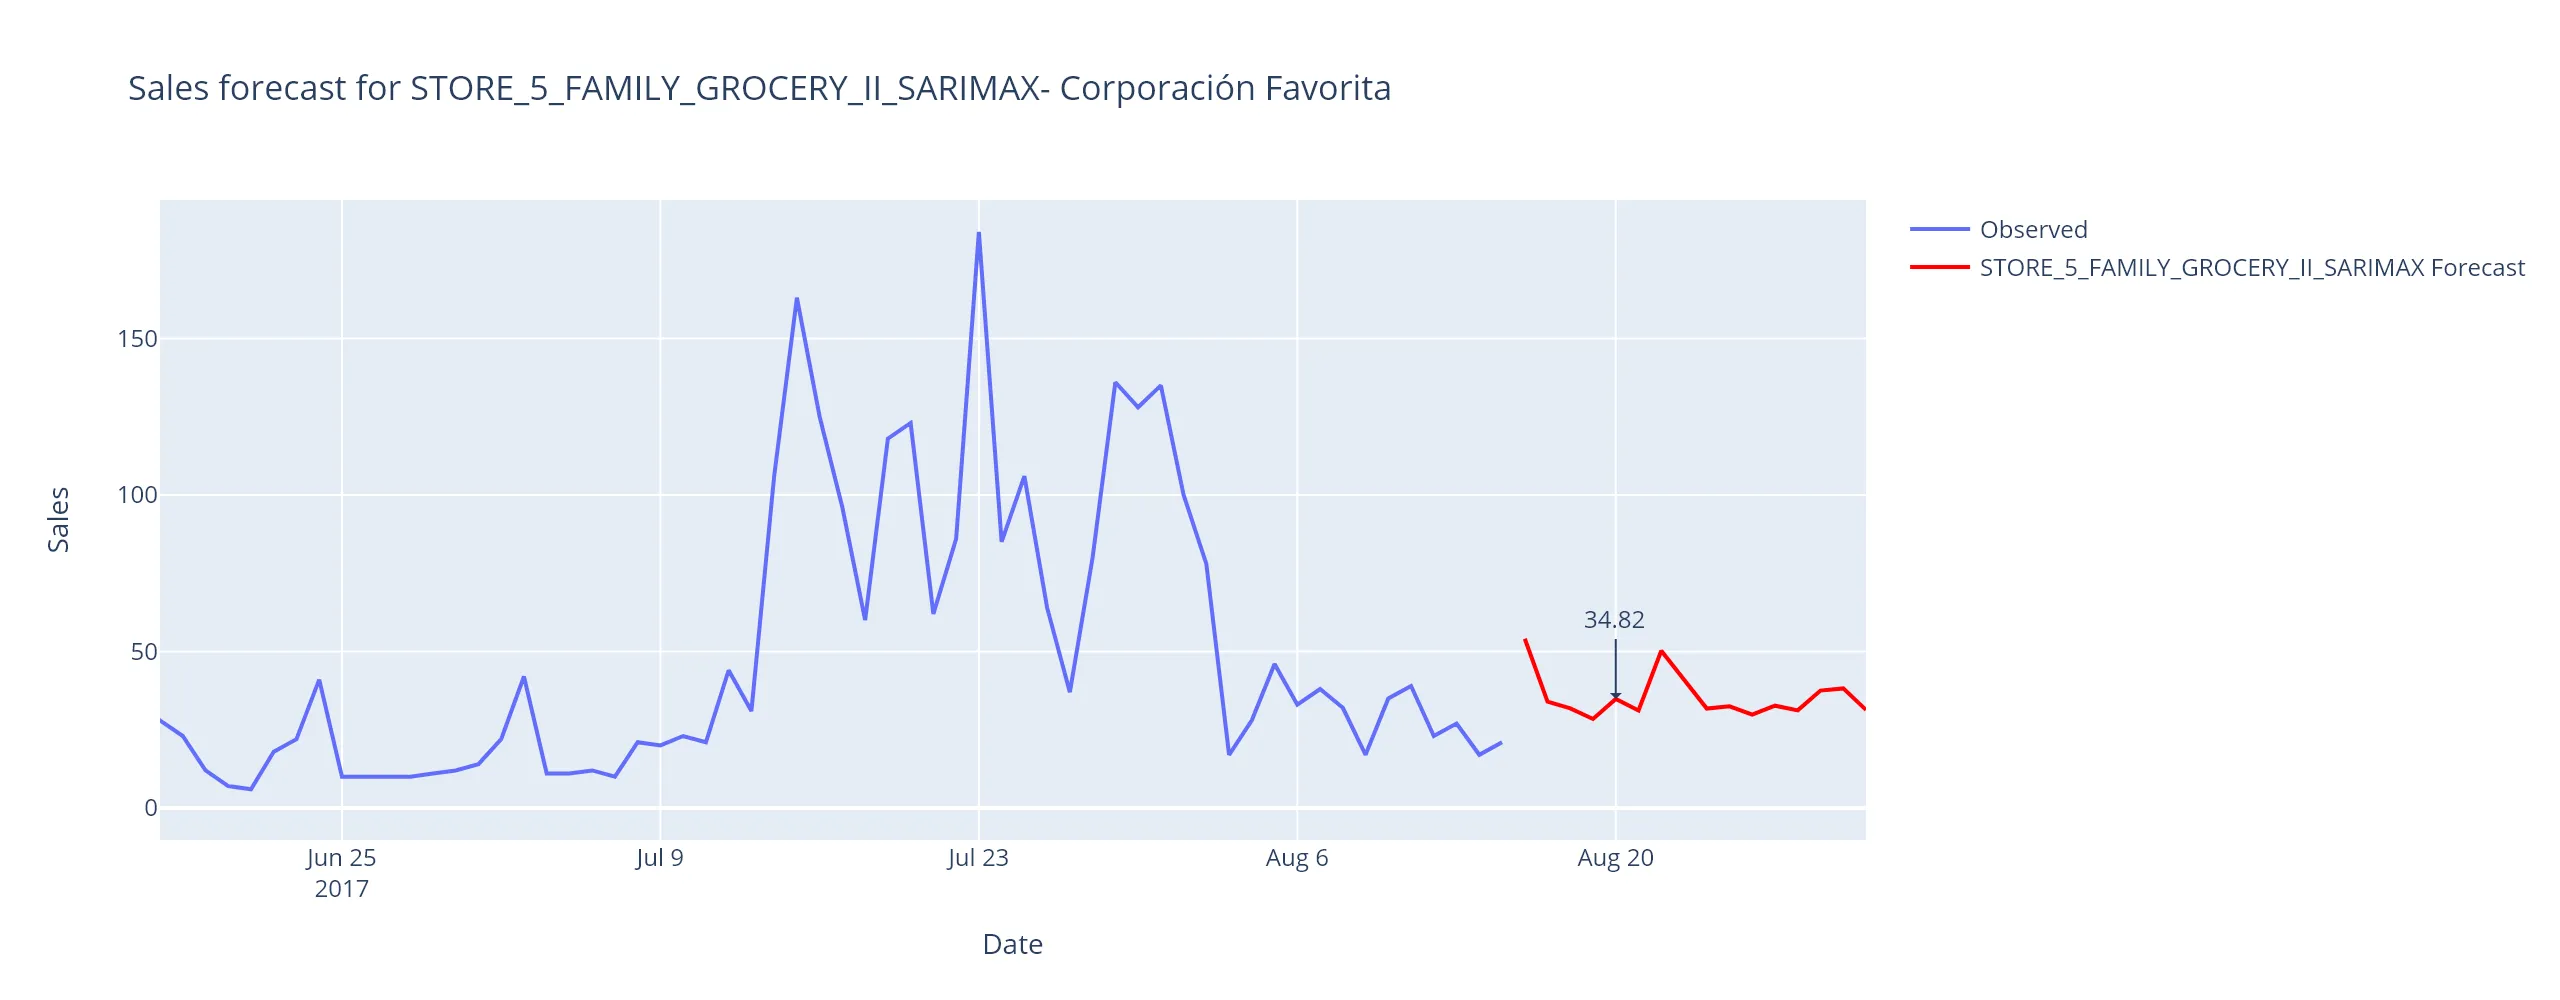 Sales forecast for STORE_5_FAMILY_GROCERY_II_SARIMAX- Corporación Favorita
Observed
STORE_5_FAMILY_GROCERY_II_SARIMAX Forecast
Sales
150
100
50
0
34.82
Jun 25
2017
Jul 9
Jul 23
Aug 6
Aug 20
Date